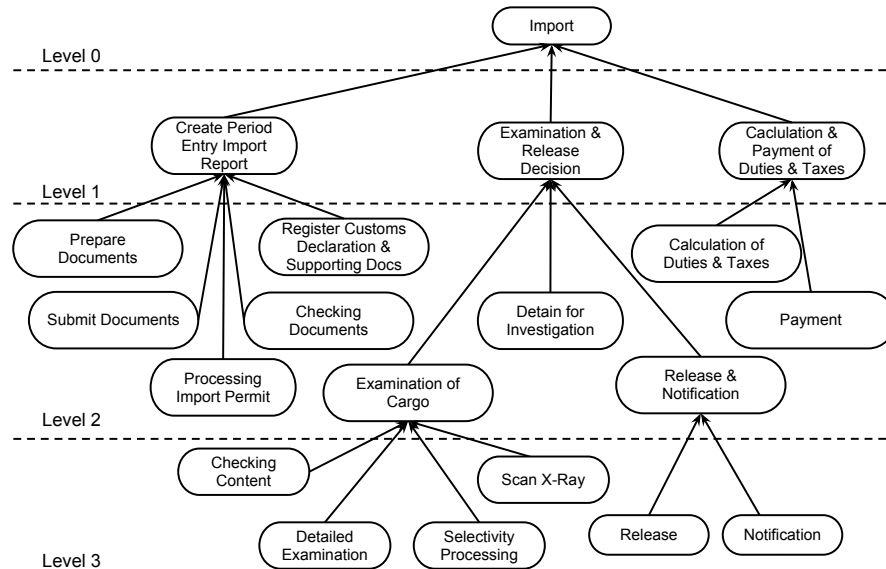 Import
Level 0
Create Period
Entry Import
Report
Examination &
Release
Decision
Caclulation &
Payment of
Duties & Taxes
Level 1
Prepare
Documents
Register Customs
Declaration &
Supporting Docs
Calculation of
Duties & Taxes
Submit Documents
Checking
Documents
Detain for
Investigation
Payment
Processing
Import Permit
Examination of
Cargo
Release &
Notification
Level 2
Checking
Content
Scan X-Ray
Detailed
Examination
Selectivity
Processing
Release
Notification
Level 3